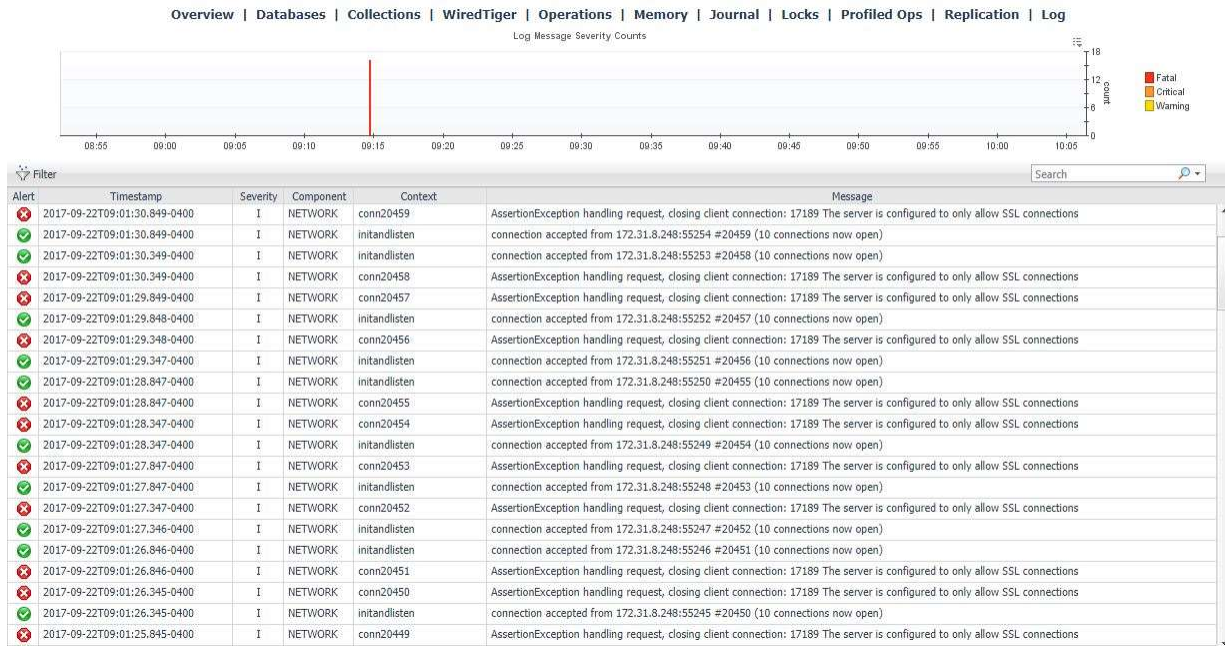 Overview | Databases | Collections | WiredTiger | Operations | Memory | Journal | Locks | Profiled Ops | Replication | Log
Log Message Severity Counts
18
12
6
0
count
Fatal
Critical
Warning
08:55 09:00 09:05 09:10 09:15 09:20 09:25 09:30 09:35 09:40 09:45 09:50 09:55 10:00 10:05
Filter
Search
Alert Timestamp Severity Component Context Message
2017-09-22T09:01:30.849-0400 I NETWORK conn20459 AssertionException handling request, closing client connection: 17189 The server is configured to only allow SSL connections
2017-09-22T09:01:30.849-0400 I NETWORK initandlisten connection accepted from 172.31.8.248:55254 #20459 (10 connections now open)
2017-09-22T09:01:30.349-0400 I NETWORK initandlisten connection accepted from 172.31.8.248:55253 #20458 (10 connections now open)
2017-09-22T09:01:30.349-0400 I NETWORK conn20458 AssertionException handling request, closing client connection: 17189 The server is configured to only allow SSL connections
2017-09-22T09:01:29.849-0400 I NETWORK conn20457 AssertionException handling request, closing client connection: 17189 The server is configured to only allow SSL connections
2017-09-22T09:01:29.848-0400 I NETWORK initandlisten connection accepted from 172.31.8.248:55252 #20457 (10 connections now open)
2017-09-22T09:01:29.348-0400 I NETWORK conn20456 AssertionException handling request, closing client connection: 17189 The server is configured to only allow SSL connections
2017-09-22T09:01:29.347-0400 I NETWORK initandlisten connection accepted from 172.31.8.248:55251 #20456 (10 connections now open)
2017-09-22T09:01:28.847-0400 I NETWORK initandlisten connection accepted from 172.31.8.248:55250 #20455 (10 connections now open)
2017-09-22T09:01:28.847-0400 I NETWORK conn20455 AssertionException handling request, closing client connection: 17189 The server is configured to only allow SSL connections
2017-09-22T09:01:28.347-0400 I NETWORK conn20454 AssertionException handling request, closing client connection: 17189 The server is configured to only allow SSL connections
2017-09-22T09:01:28.347-0400 I NETWORK initandlisten connection accepted from 172.31.8.248:55249 #20454 (10 connections now open)
2017-09-22T09:01:27.847-0400 I NETWORK conn20453 AssertionException handling request, closing client connection: 17189 The server is configured to only allow SSL connections
2017-09-22T09:01:27.847-0400 I NETWORK initandlisten connection accepted from 172.31.8.248:55248 #20453 (10 connections now open)
2017-09-22T09:01:27.347-0400 I NETWORK conn20452 AssertionException handling request, closing client connection: 17189 The server is configured to only allow SSL connections
2017-09-22T09:01:27.346-0400 I NETWORK initandlisten connection accepted from 172.31.8.248:55247 #20452 (10 connections now open)
2017-09-22T09:01:26.846-0400 I NETWORK initandlisten connection accepted from 172.31.8.248:55246 #20451 (10 connections now open)
2017-09-22T09:01:26.846-0400 I NETWORK conn20451 AssertionException handling request, closing client connection: 17189 The server is configured to only allow SSL connections
2017-09-22T09:01:26.345-0400 I NETWORK conn20450 AssertionException handling request, closing client connection: 17189 The server is configured to only allow SSL connections
2017-09-22T09:01:26.345-0400 I NETWORK initandlisten connection accepted from 172.31.8.248:55245 #20450 (10 connections now open)
2017-09-22T09:01:25.845-0400 I NETWORK conn20449 AssertionException handling request, closing client connection: 17189 The server is configured to only allow SSL connections